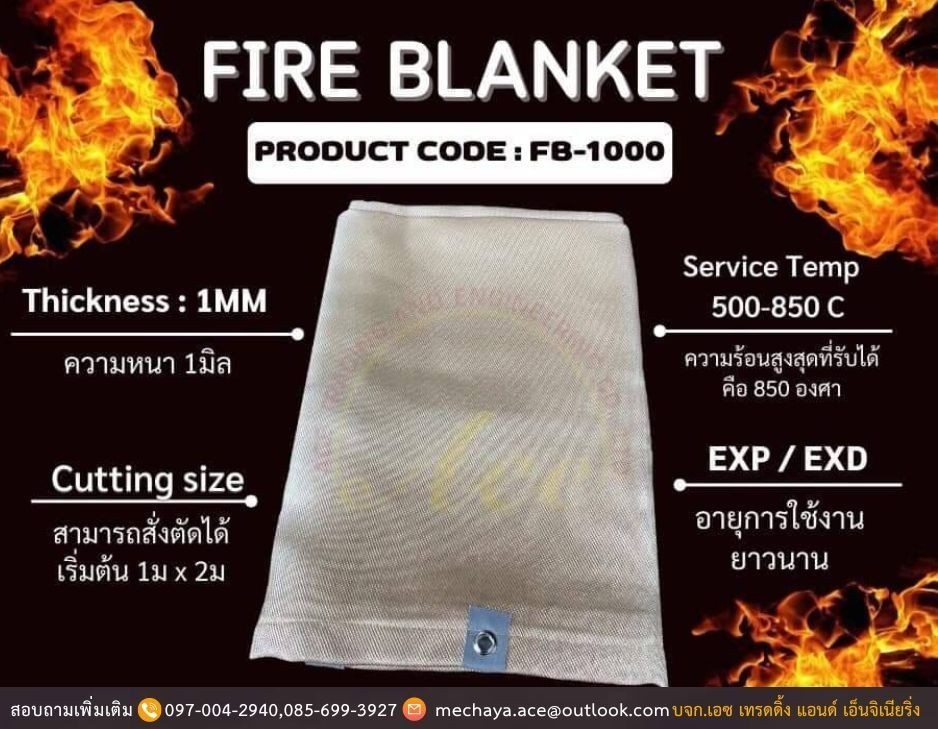 FIRE BLANKET
PRODUCT CODE : FB-1000
Thickness : 1MM
ความหนา 1มิล
Service Temp
500-850 C
ความร้อนสูงสุดที่รับได้
คือ 850 องศา
Cutting size
สามารถสั่งตัดได้
เริ่มต้น 1ม x 2ม
EXP / EXD
อายุการใช้งาน
ยาวนาน
AND ENGINEERING
สอบถามเพิ่มเติม 097-004-2940,085-699-3927 mechaya.ace@outlook.com บจก.เอซ เทรดดิ้ง แอนด์ เอ็นจิเนียริ่ง